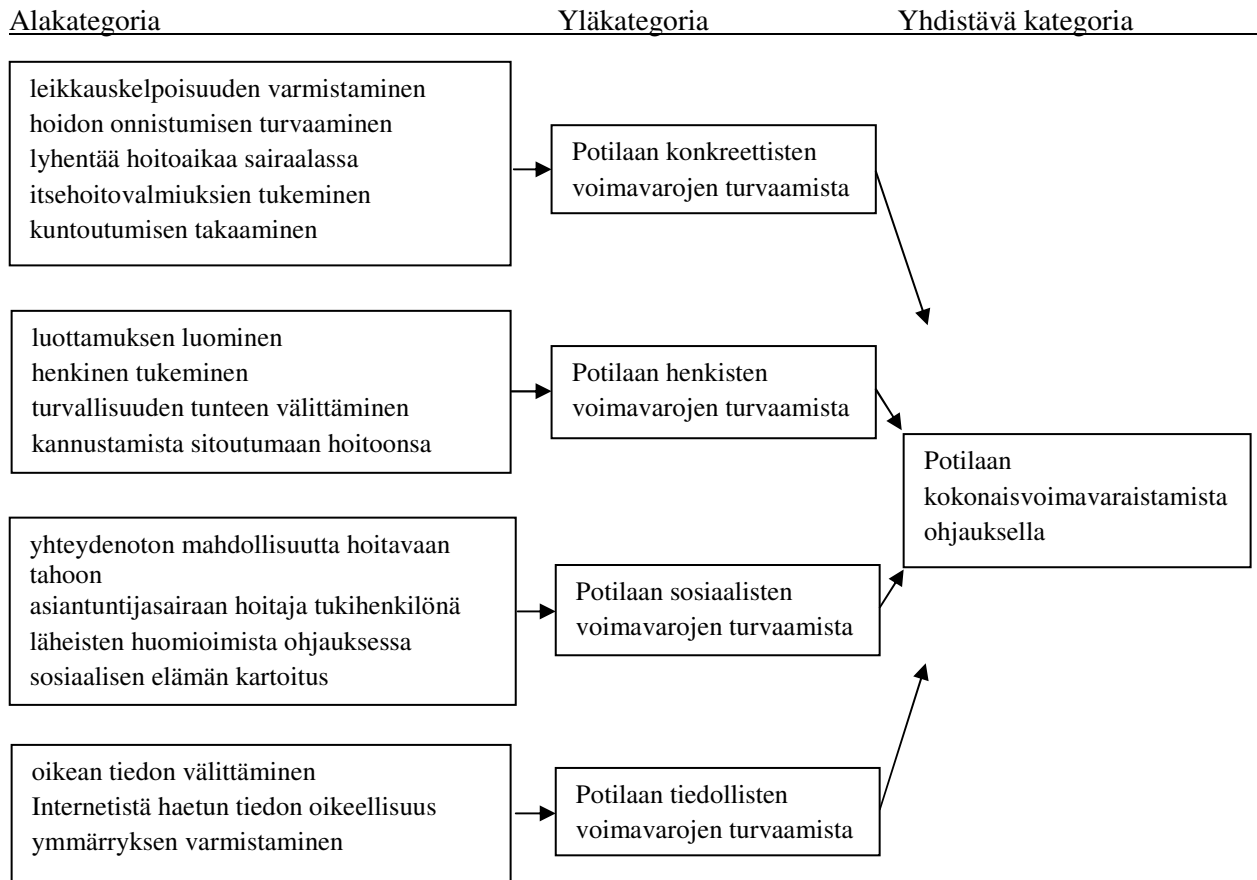 Alakategoria Yläkategoria Yhdistävä kategoria
leikkauskelpoisuuden varmistaminen
hoidon onnistumisen turvaaminen
lyhentää hoitoaikaa sairaalassa
itsehoitovalmiuksien tukeminen
kuntoutumisen takaaminen
Potilaan konkreettisten
voimavarojen turvaamista
luottamuksen luominen
henkinen tukeminen
turvallisuuden tunteen välittäminen
kannustamista sitoutumaan hoitoonsa
Potilaan henkisten
voimavarojen turvaamista
yhteydenoton mahdollisuutta hoitavaan
tahoon
asiantuntijasairaan hoitaja tukihenkilönä
läheisten huomioimista ohjauksessa
sosiaalisen elämän kartoitus
Potilaan sosiaalisten
voimavarojen turvaamista
oikean tiedon välittäminen
Internetistä haetun tiedon oikeellisuus
ymmärryksen varmistaminen
Potilaan tiedollisten
voimavarojen turvaamista
Potilaan
kokonaisvoimavaraistamista
ohjauksella